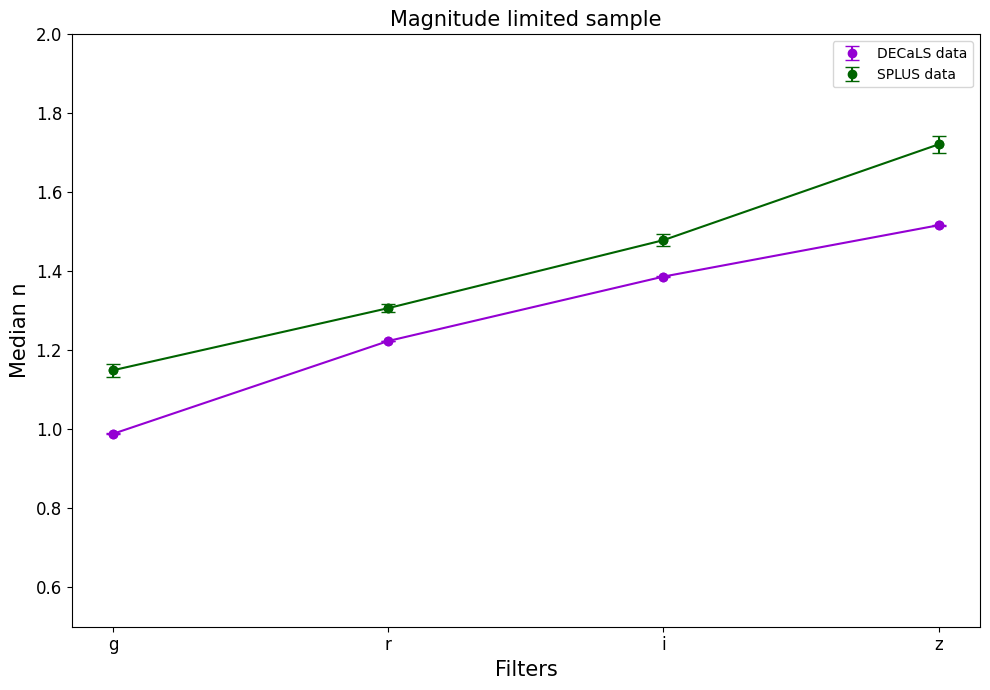 Magnitude limited sample
DECaLS data
SPLUS data
Median n
2.0
1.8
1.6
1.4
1.2
1.0
0.8
0.6
g
r
i
z
Filters